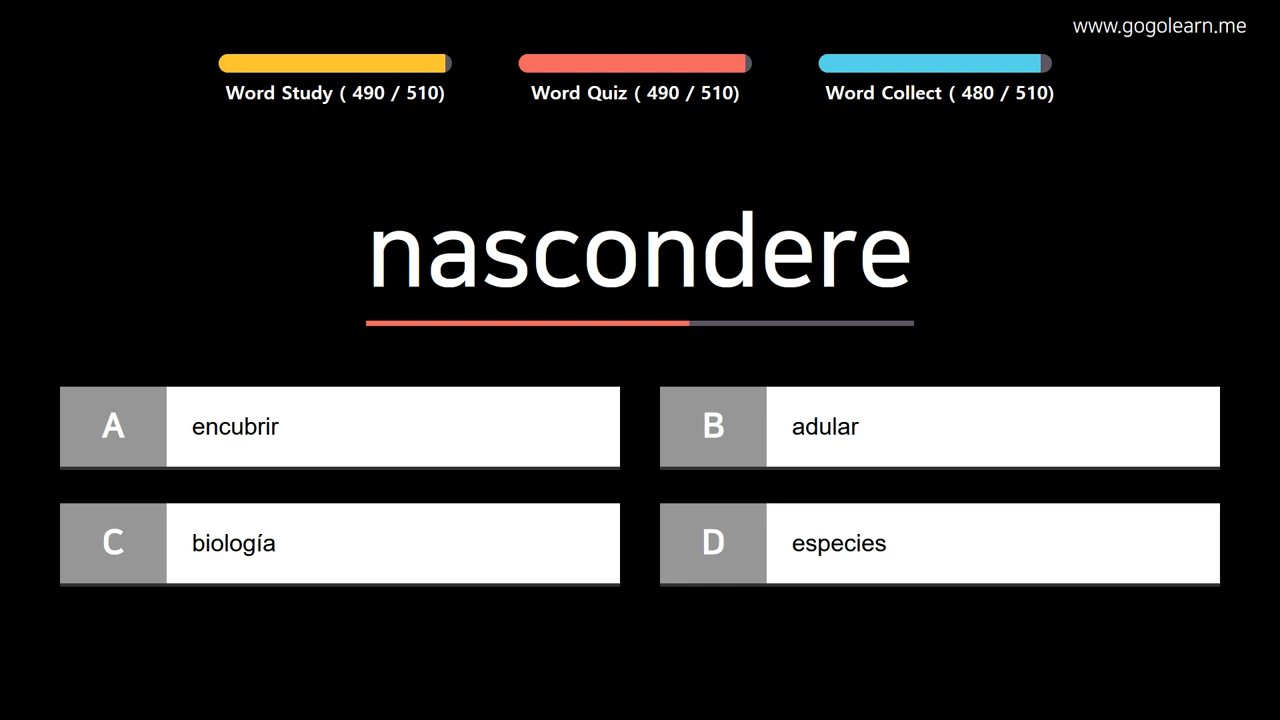 www.gogolearn.me
Word Study ( 490 / 510)
Word Quiz ( 490 / 510)
Word Collect ( 480 / 510)
nascondere
A
encubrir
B
adular
C
biología
D
especies